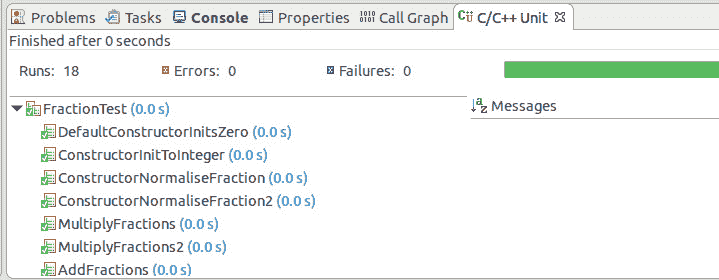 Problems Tasks Console Properties 1010 0101 Call Graph C/C++ Unit
Finished after 0 seconds
Runs: 18 Errors: 0 Failures: 0
FractionTest (0.0 s)
Messages
DefaultConstructorInitsZero (0.0 s)
ConstructorInitToInteger (0.0 s)
ConstructorNormaliseFraction (0.0 s)
ConstructorNormaliseFraction2 (0.0 s)
MultiplyFractions (0.0 s)
MultiplyFractions2 (0.0 s)
AddFractions (0.0 s)